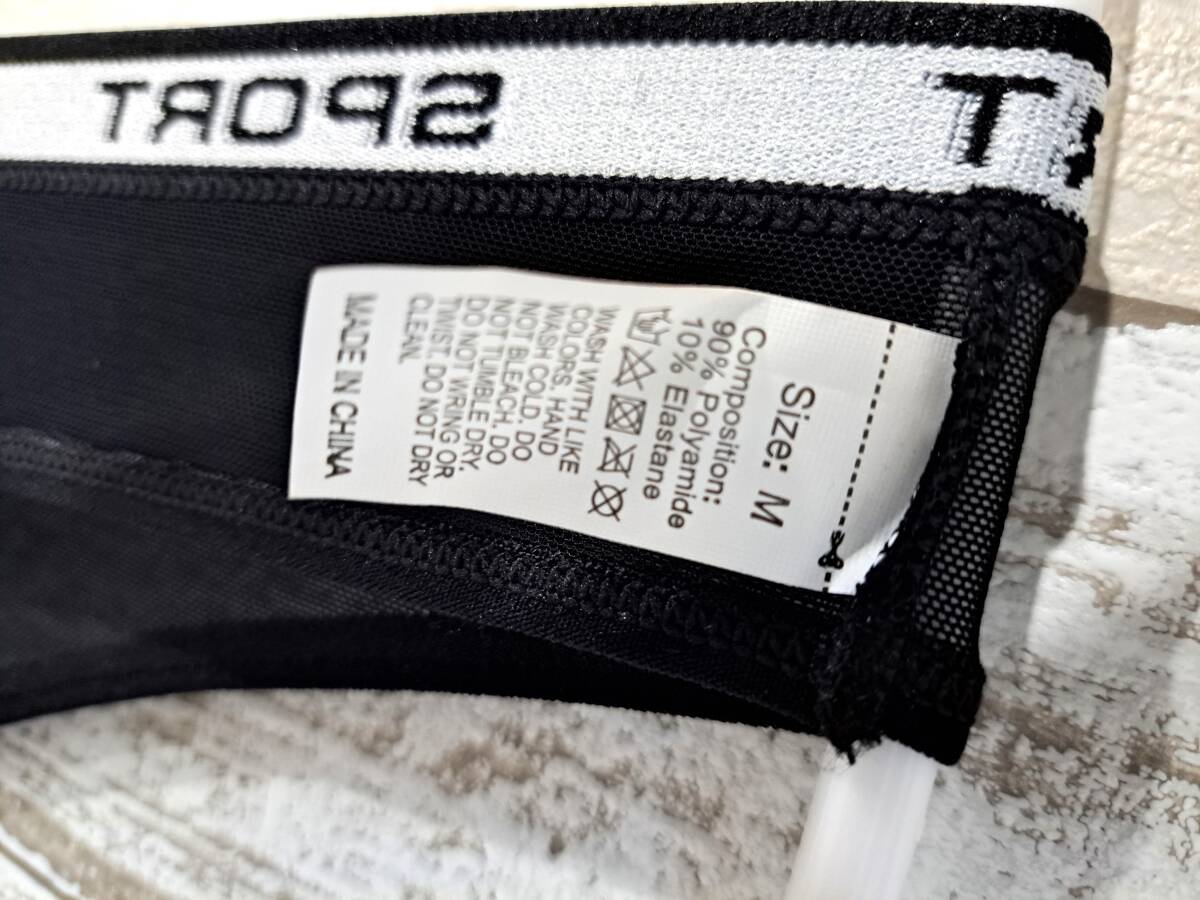 SPORT
T
Size: M
Composition:
90% Polyamide
10% Elastane
WASH WITH LIKE
COLORS, HAND
WASH COLD. DO
NOT BLEACH. DO
NOT TUMBLE DRY.
DO NOT WRING OR
TWIST. DO NOT DRY
CLEAN.
MADE IN CHINA